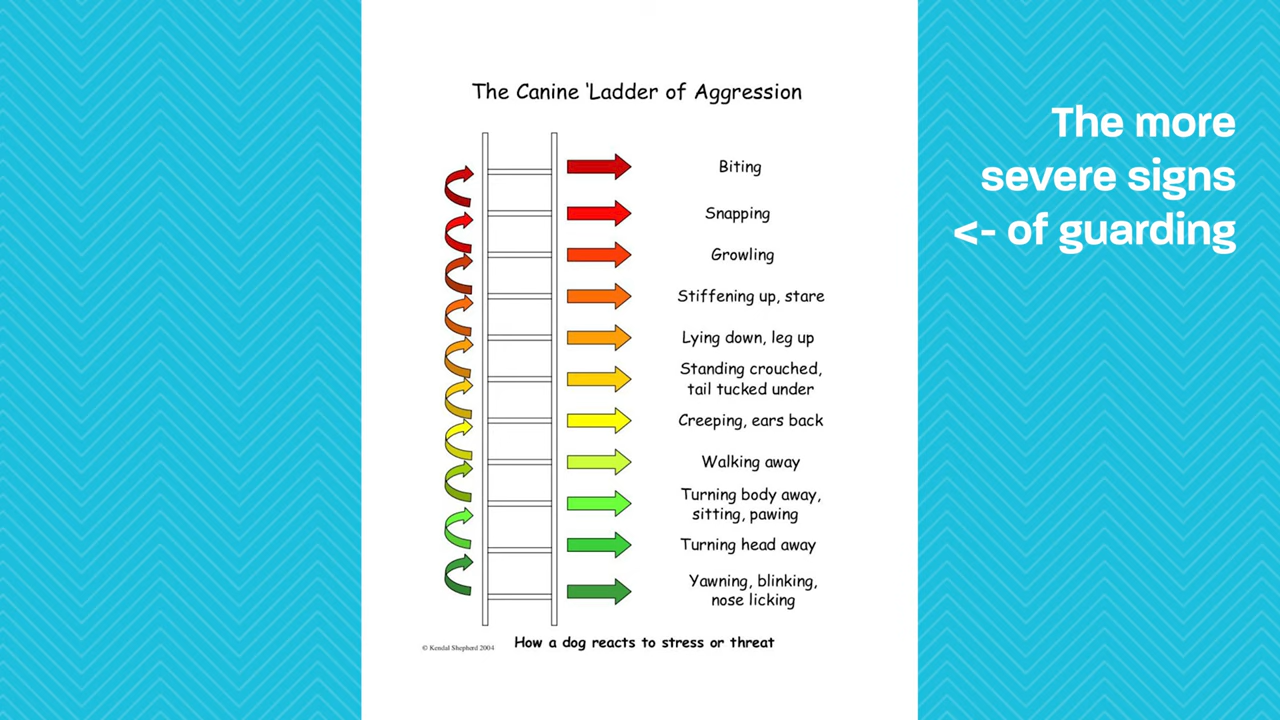 The Canine 'Ladder of Aggression
Biting
Snapping
Growling
Stiffening up, stare
Lying down, leg up
Standing crouched,
tail tucked under
Creeping, ears back
Walking away
Turning body away,
sitting, pawing
Turning head away
Yawning, blinking,
nose licking
© Kendal Shepherd 2004
How a dog reacts to stress or threat
The more
severe signs
<- of guarding